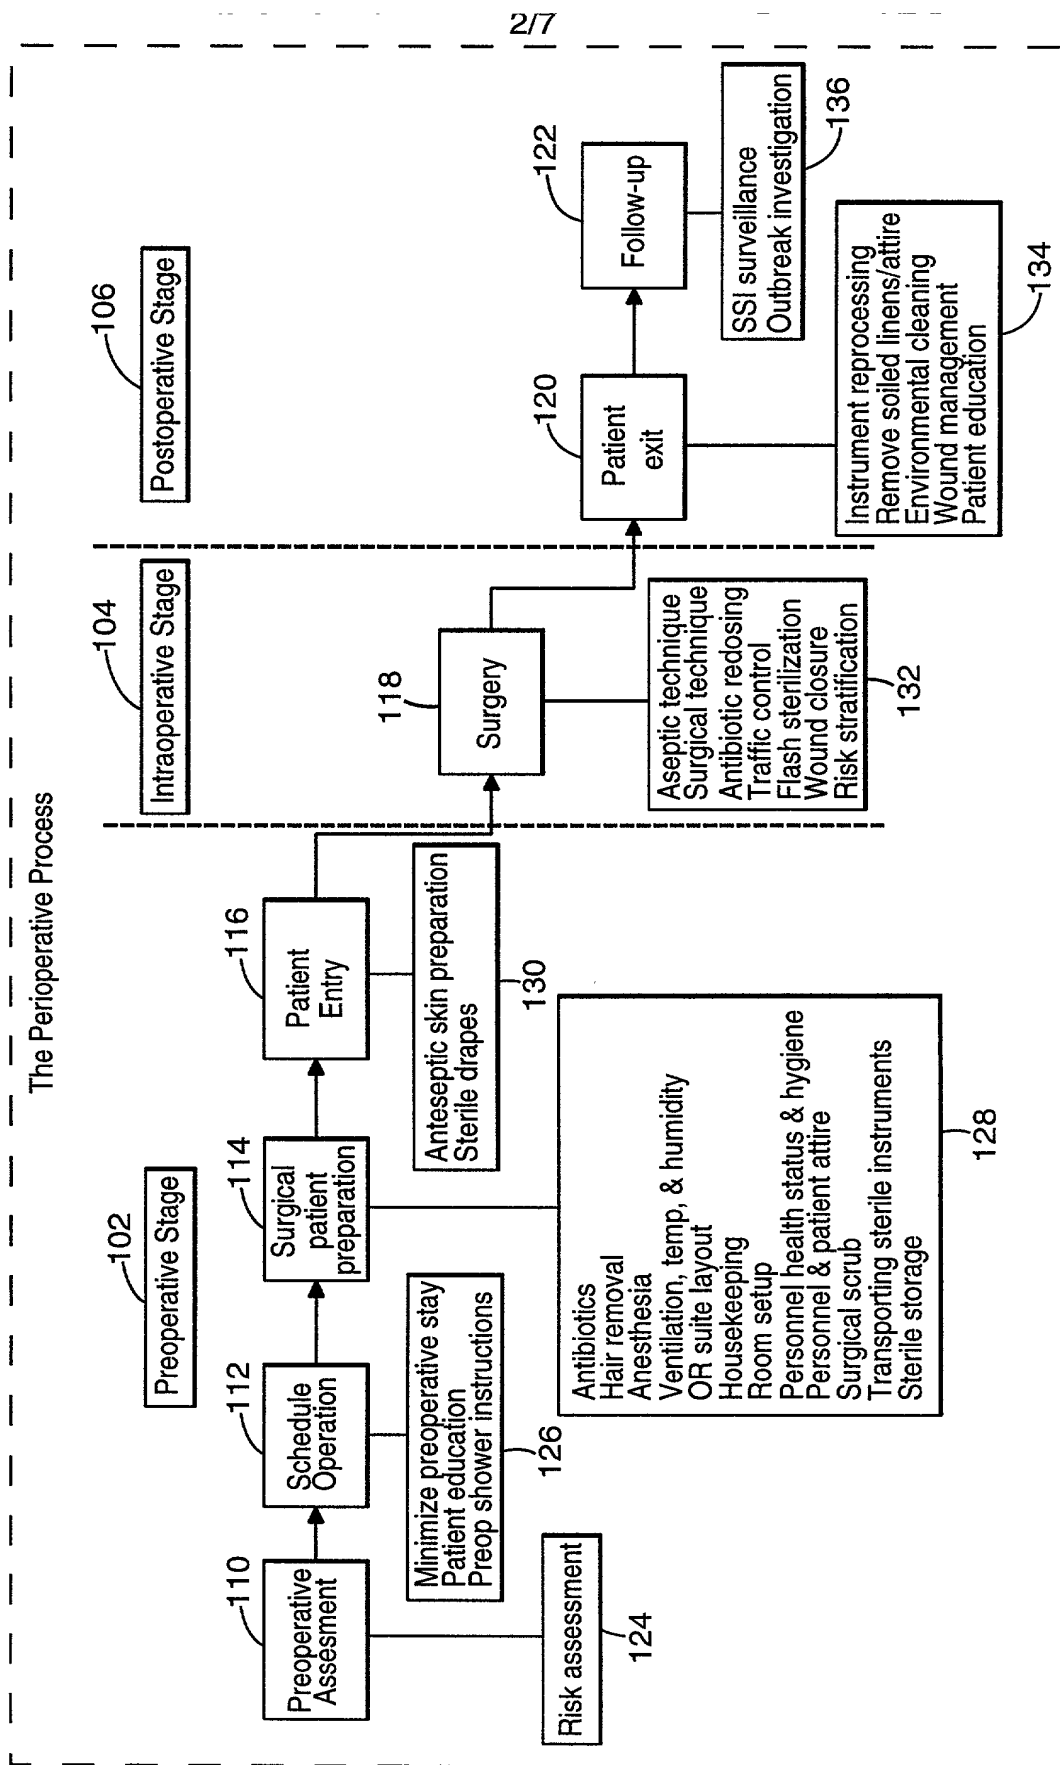 2/7
The Perioperative Process
102
Preoperative Stage
104
Intraoperative Stage
106
Postoperative Stage
110
Preoperative
Assesment
112
Schedule
Operation
114
Surgical
patient
preparation
116
Patient
Entry
118
Surgery
120
Patient
exit
122
Follow-up
Risk assessment
124
Minimize preoperative stay
Patient education
Preop shower instructions
126
Antibiotics
Hair removal
Anesthesia
Ventilation, temp, & humidity
OR suite layout
Housekeeping
Room setup
Personnel health status & hygiene
Personnel & patient attire
Surgical scrub
Transporting sterile instruments
Sterile storage
128
Anteseptic skin preparation
Sterile drapes
130
Aseptic technique
Surgical technique
Antibiotic redosing
Traffic control
Flash sterilization
Wound closure
Risk stratification
132
Instrument reprocessing
Remove soiled linens/attire
Environmental cleaning
Wound management
Patient education
134
SSI surveillance
Outbreak investigation
136